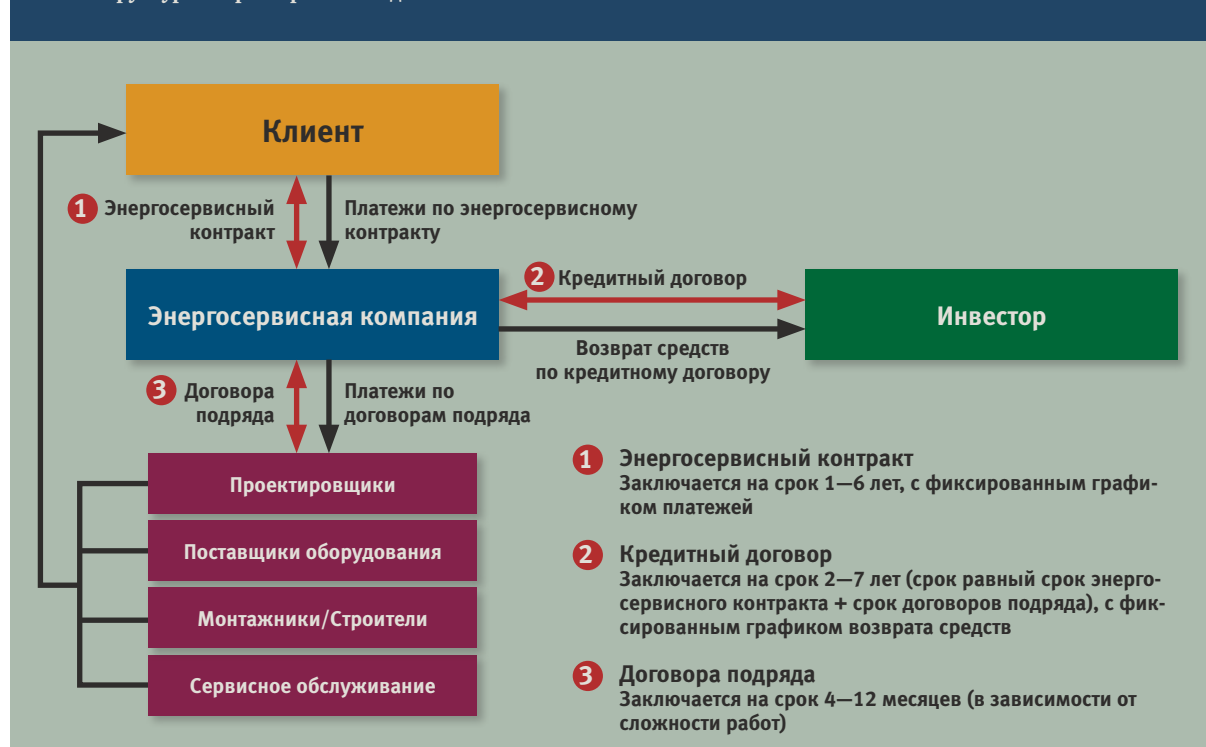 Клиент
1 Энергосервисный
контракт
Платежи по энергосервисному
контракту
2 Кредитный договор
Энергосервисная компания
Инвестор
Возврат средств
по кредитному договору
3 Договора
подряда
Платежи по
договорам подряда
Проектировщики
Поставщики оборудования
Монтажники/Строители
Сервисное обслуживание
1 Энергосервисный контракт
Заключается на срок 1—6 лет, с фиксированным графи-
ком платежей
2 Кредитный договор
Заключается на срок 2—7 лет (срок равный срок энерго-
сервисного контракта + срок договоров подряда), с фик-
сированным графиком возврата средств
3 Договора подряда
Заключается на срок 4—12 месяцев (в зависимости от
сложности работ)